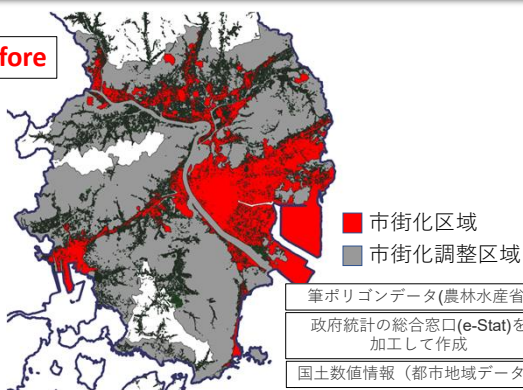 fore
市街化区域
市街化調整区域
筆ポリゴンデータ(農林水産省
政府統計の総合窓口(e-Stat)を
加工して作成
国土数値情報（都市地域データ